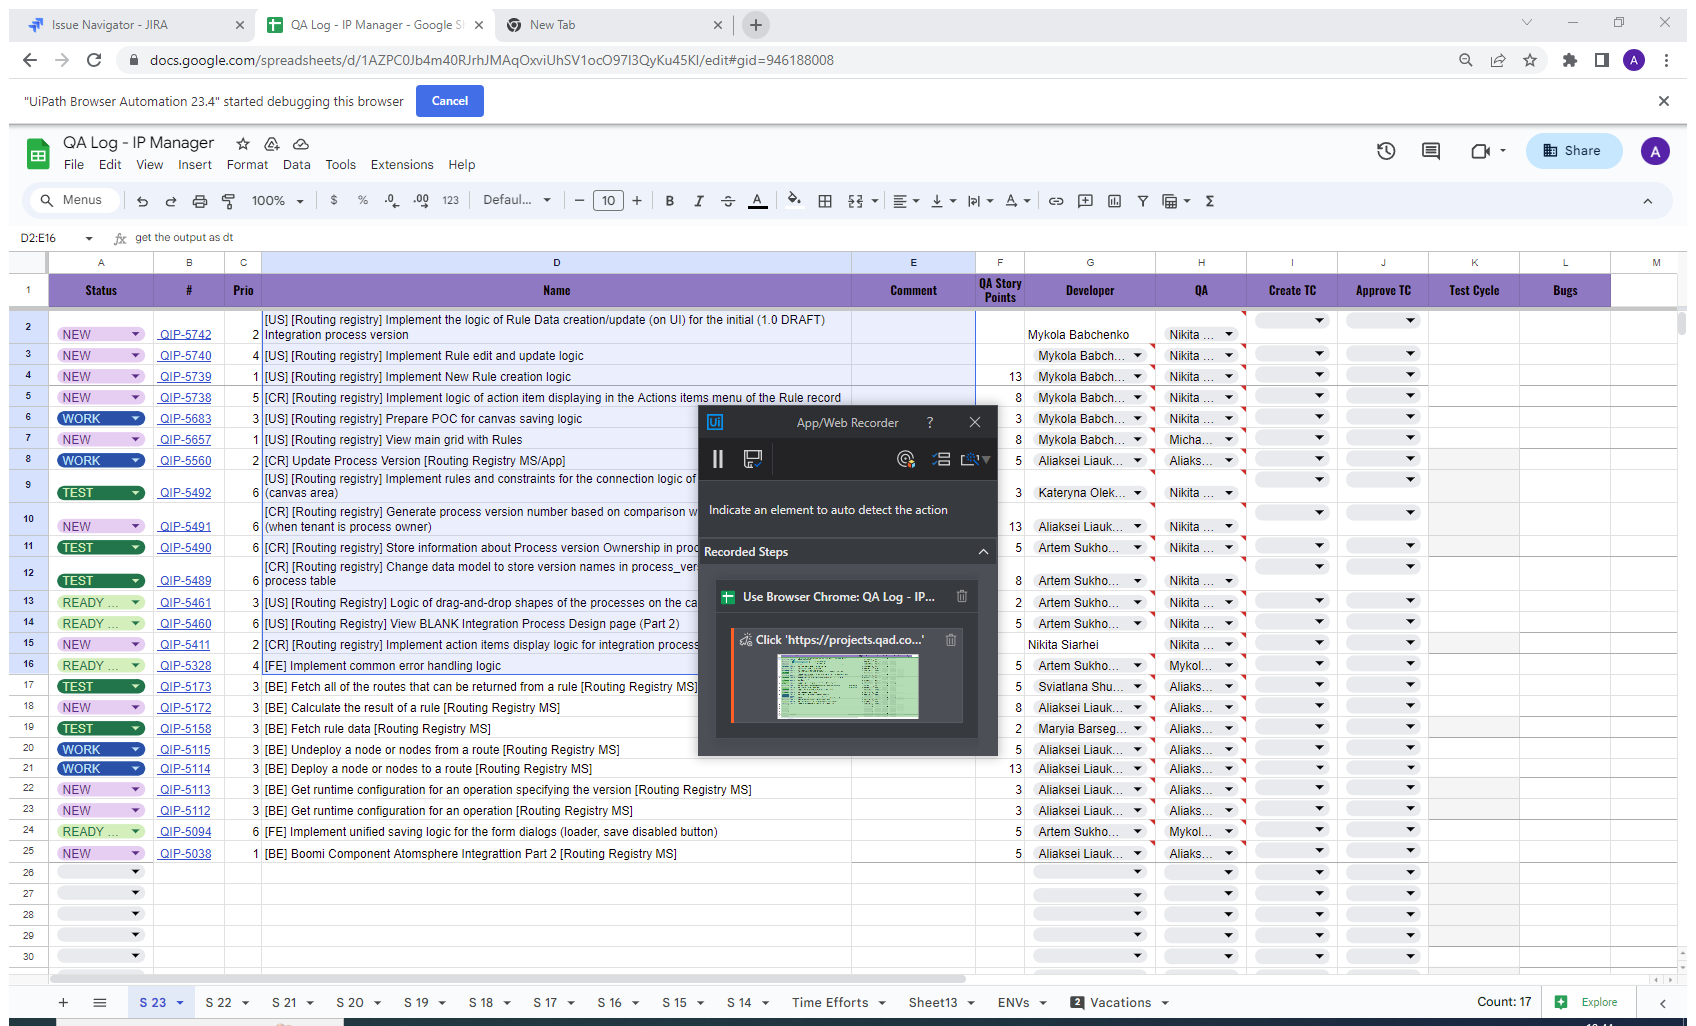 Issue Navigator - JIRA
QA Log - IP Manager - Google S
New Tab
docs.google.com/spreadsheets/d/1AZPC0Jb4m40RJrhJMAqOxviUhSV1ocO97I3QyKu45KI/edit#gid=946188008
A
"UiPath Browser Automation 23.4" started debugging this browser
Cancel
QA Log - IP Manager
File Edit View Insert Format Data Tools Extensions Help
Share
A
Menus 100% $ % .0 .00 123 Defaul... 10 B I A
D2:E16 fx get the output as dt
A B C D E F G H I J K L M
1 Status # Prio Name Comment QA Story Points Developer QA Create TC Approve TC Test Cycle Bugs
2 NEW QIP-5742 2 [US] [Routing registry] Implement the logic of Rule Data creation/update (on UI) for the initial (1.0 DRAFT) Integration process version Mykola Babchenko Nikita ...
3 NEW QIP-5740 4 [US] [Routing registry] Implement Rule edit and update logic Mykola Babch... Nikita ...
4 NEW QIP-5739 1 [US] [Routing registry] Implement New Rule creation logic 13 Mykola Babch... Nikita ...
5 NEW QIP-5738 5 [CR] [Routing registry] Implement logic of action item displaying in the Actions items menu of the Rule record 8 Mykola Babch... Nikita ...
6 WORK QIP-5683 3 [US] [Routing registry] Prepare POC for canvas saving logic 3 Mykola Babch... Nikita ...
7 NEW QIP-5657 1 [US] [Routing registry] View main grid with Rules 8 Mykola Babch... Micha...
8 WORK QIP-5560 2 [CR] Update Process Version [Routing Registry MS/App] 5 Aliaksei Liauk... Aliaks...
9 TEST QIP-5492 6 [US] [Routing registry] Implement rules and constraints for the connection logic of (canvas area) 3 Kateryna Olek... Nikita ...
10 NEW QIP-5491 6 [CR] [Routing registry] Generate process version number based on comparison w (when tenant is process owner) 13 Aliaksei Liauk... Nikita ...
11 TEST QIP-5490 6 [CR] [Routing registry] Store information about Process version Ownership in proc 5 Artem Sukho... Nikita ...
12 TEST QIP-5489 6 [CR] [Routing registry] Change data model to store version names in process_ver process table 8 Artem Sukho... Nikita ...
13 READY ... QIP-5461 3 [US] [Routing Registry] Logic of drag-and-drop shapes of the processes on the ca 2 Artem Sukho... Nikita ...
14 READY ... QIP-5460 6 [US] [Routing Registry] View BLANK Integration Process Design page (Part 2) 5 Artem Sukho... Nikita ...
15 NEW QIP-5411 2 [CR] [Routing registry] Implement action items display logic for integration process Nikita Siarhei Nikita ...
16 READY ... QIP-5328 4 [FE] Implement common error handling logic 5 Artem Sukho... Mykol...
17 TEST QIP-5173 3 [BE] Fetch all of the routes that can be returned from a rule [Routing Registry MS] 5 Sviatlana Shu... Aliaks...
18 NEW QIP-5172 3 [BE] Calculate the result of a rule [Routing Registry MS] 8 Aliaksei Liauk... Aliaks...
19 TEST QIP-5158 3 [BE] Fetch rule data [Routing Registry MS] 2 Maryia Barseg... Aliaks...
20 WORK QIP-5115 3 [BE] Undeploy a node or nodes from a route [Routing Registry MS] 5 Aliaksei Liauk... Aliaks...
21 WORK QIP-5114 3 [BE] Deploy a node or nodes to a route [Routing Registry MS] 13 Aliaksei Liauk... Aliaks...
22 NEW QIP-5113 3 [BE] Get runtime configuration for an operation specifying the version [Routing Registry MS] 3 Aliaksei Liauk... Aliaks...
23 NEW QIP-5112 3 [BE] Get runtime configuration for an operation [Routing Registry MS] 3 Aliaksei Liauk... Aliaks...
24 READY ... QIP-5094 6 [FE] Implement unified saving logic for the form dialogs (loader, save disabled button) 5 Artem Sukho... Mykol...
25 NEW QIP-5038 1 [BE] Boomi Component Atomsphere Integrattion Part 2 [Routing Registry MS] 5 Aliaksei Liauk... Aliaks...
26
27
28
29
30
Ui App/Web Recorder ?
Indicate an element to auto detect the action
Recorded Steps
Use Browser Chrome: QA Log - IP...
Click 'https://projects.qad.co...'
S 23 S 22 S 21 S 20 S 19 S 18 S 17 S 16 S 15 S 14 Time Efforts Sheet13 ENVs 2 Vacations Count: 17 Explore